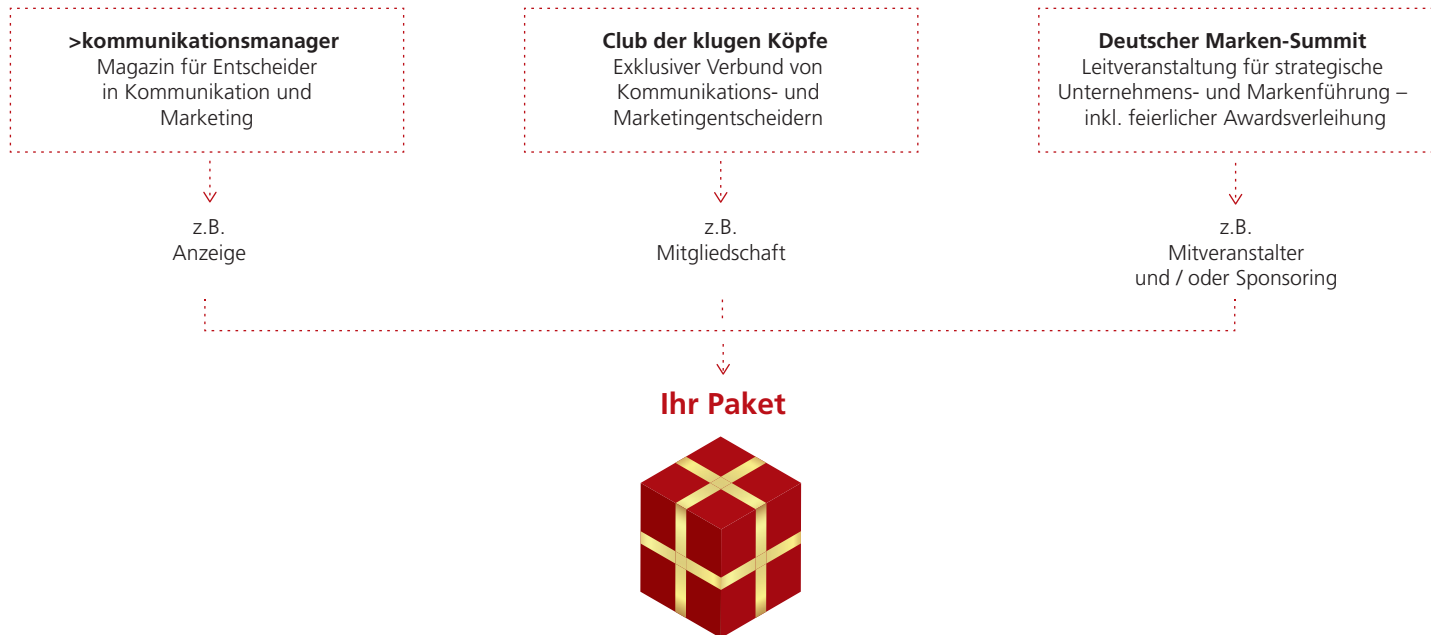 >kommunikationsmanager
Magazin für Entscheider
in Kommunikation und
Marketing
z.B.
Anzeige
Club der klugen Köpfe
Exklusiver Verbund von
Kommunikations- und
Marketingentscheidern
z.B.
Mitgliedschaft
Deutscher Marken-Summit
Leitveranstaltung für strategische
Unternehmens- und Markenführung –
inkl. feierlicher Awardsverleihung
z.B.
Mitveranstalter
und / oder Sponsoring
Ihr Paket